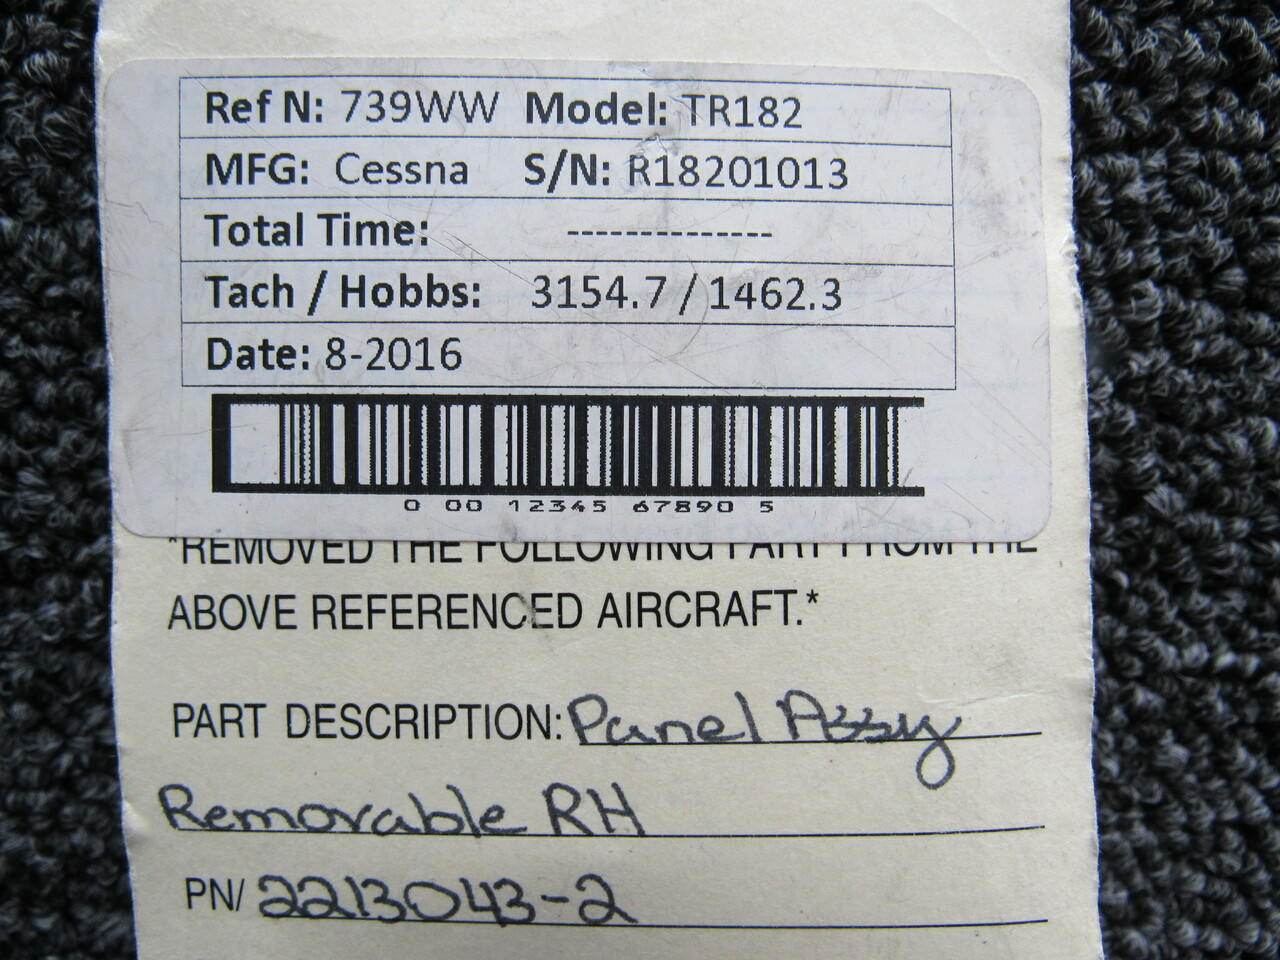 Ref N: 739WW Model: TR182
MFG: Cessna S/N: R18201013
Total Time: --------------
Tach / Hobbs: 3154.7 / 1462.3
Date: 8-2016
0 00 12345 67890 5
*REMOVED THE FOLLOWING PART FROM THE
ABOVE REFERENCED AIRCRAFT.*
PART DESCRIPTION: Panel Assy
Removable RH
PN/ 2213043-2